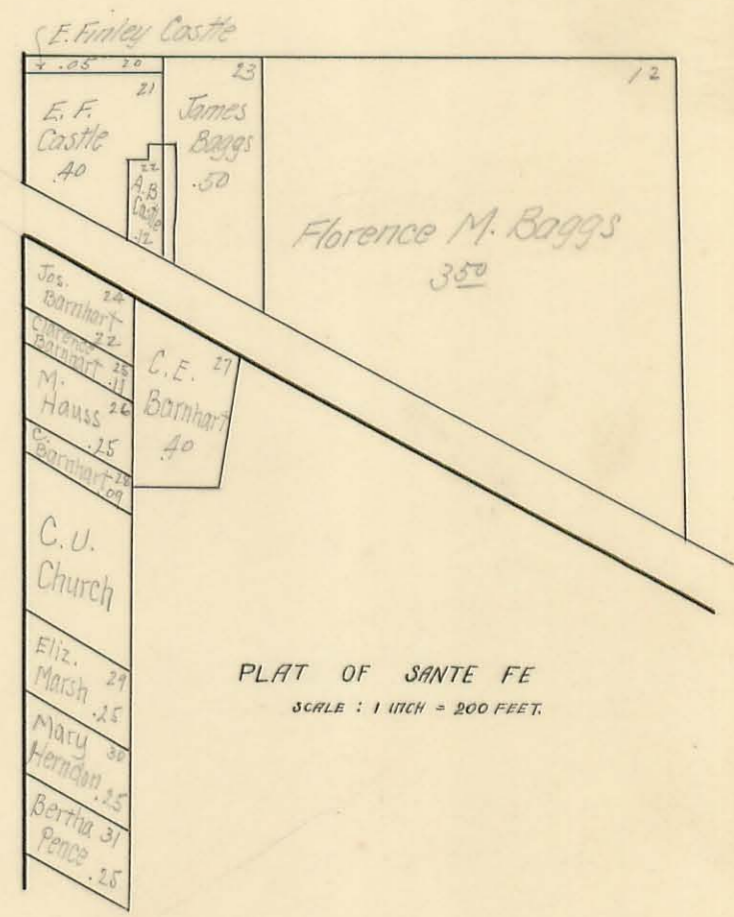 E. Finley Castle
.05 20
21
E. F.
Castle
.40
22
A.B
Castle
.12
23
James
Baggs
.50
12
Florence M. Baggs
3 50
Jos. 24
Barnhart
.22
Clarence
Barnhart 25
.11
M.
Hauss 26
.25
C.
Barnhart 28
.09
C. E. 27
Barnhart
.40
C. U.
Church
Eliz.
Marsh 29
.25
Mary 30
Herndon
.25
Bertha 31
Pence
.25
PLAT OF SANTE FE
SCALE : 1 INCH = 200 FEET.